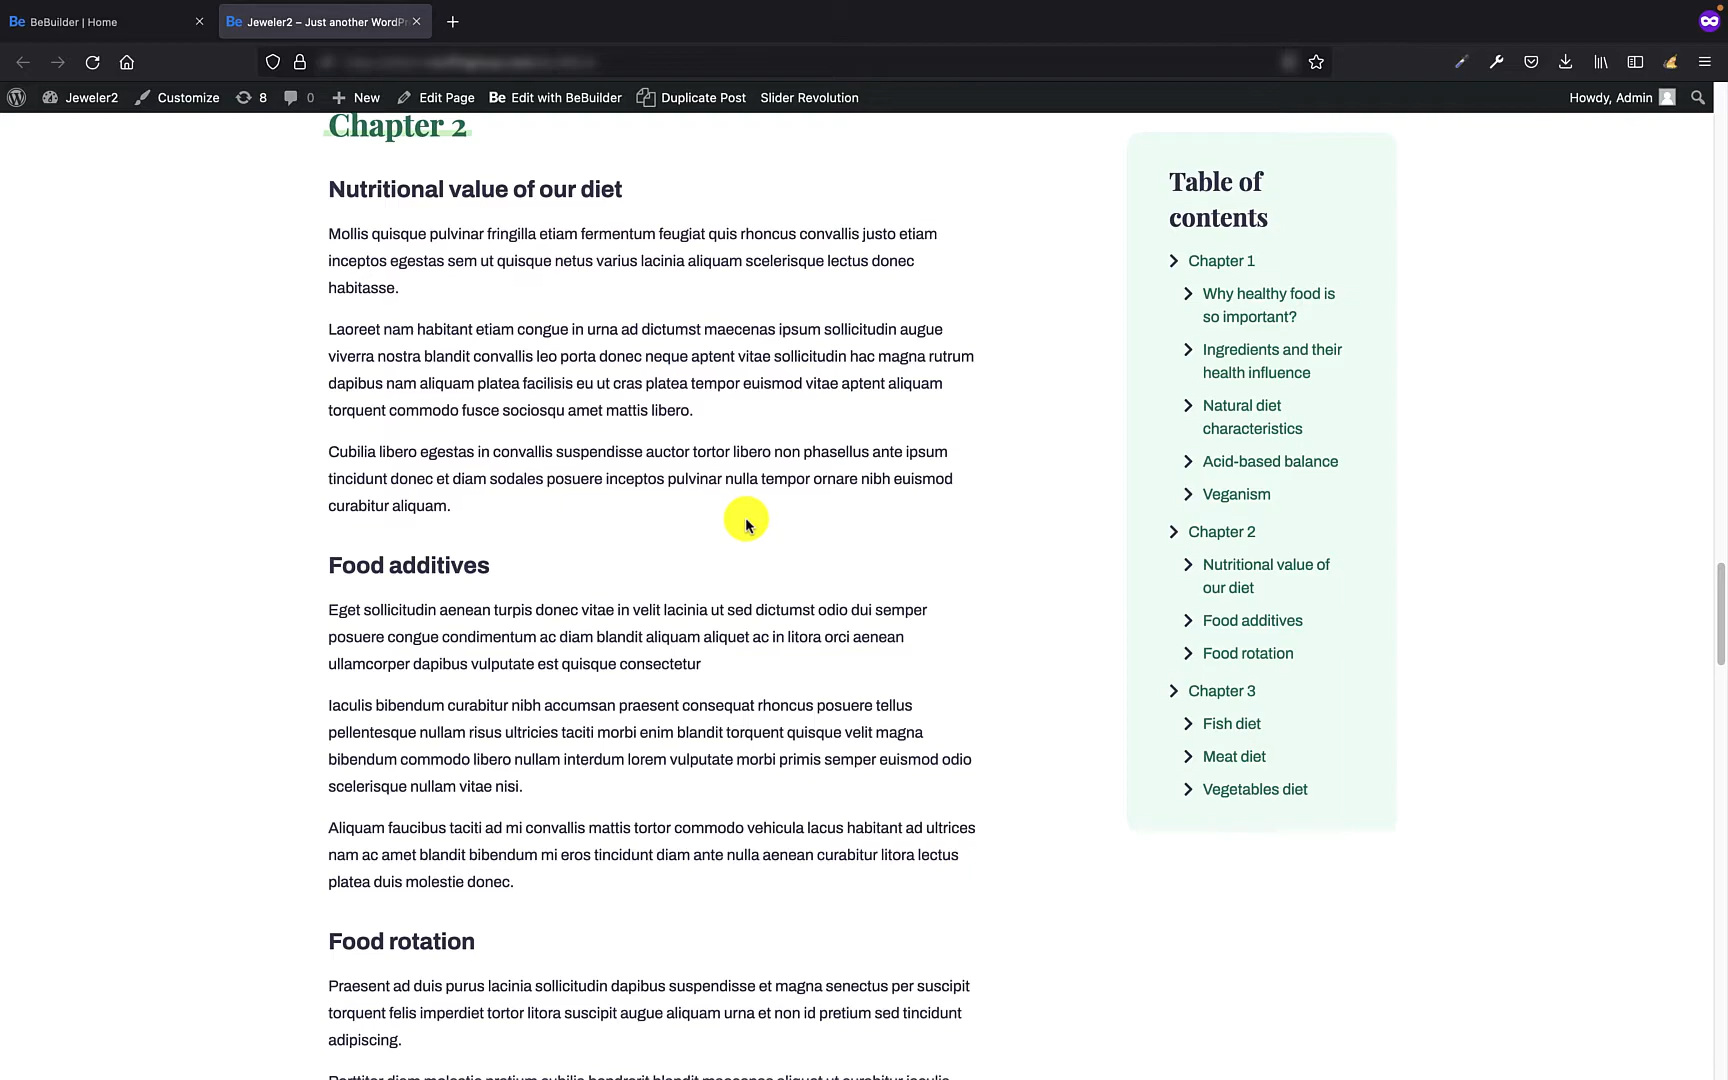 Be BeBuilder | Home
Be Jeweler2 – Just another WordPr
Jeweler2 Customize 8 0 New Edit Page Be Edit with BeBuilder Duplicate Post Slider Revolution Howdy, Admin
Chapter 2
Nutritional value of our diet
Mollis quisque pulvinar fringilla etiam fermentum feugiat quis rhoncus convallis justo etiam
inceptos egestas sem ut quisque netus varius lacinia aliquam scelerisque lectus donec
habitasse.
Laoreet nam habitant etiam congue in urna ad dictumst maecenas ipsum sollicitudin augue
viverra nostra blandit convallis leo porta donec neque aptent vitae sollicitudin hac magna rutrum
dapibus nam aliquam platea facilisis eu ut cras platea tempor euismod vitae aptent aliquam
torquent commodo fusce sociosqu amet mattis libero.
Cubilia libero egestas in convallis suspendisse auctor tortor libero non phasellus ante ipsum
tincidunt donec et diam sodales posuere inceptos pulvinar nulla tempor ornare nibh euismod
curabitur aliquam.
Food additives
Eget sollicitudin aenean turpis donec vitae in velit lacinia ut sed dictumst odio dui semper
posuere congue condimentum ac diam blandit aliquam aliquet ac in litora orci aenean
ullamcorper dapibus vulputate est quisque consectetur
Iaculis bibendum curabitur nibh accumsan praesent consequat rhoncus posuere tellus
pellentesque nullam risus ultricies taciti morbi enim blandit torquent quisque velit magna
bibendum commodo libero nullam interdum lorem vulputate morbi primis semper euismod odio
scelerisque nullam vitae nisi.
Aliquam faucibus taciti ad mi convallis mattis tortor commodo vehicula lacus habitant ad ultrices
nam ac amet blandit bibendum mi eros tincidunt diam ante nulla aenean curabitur litora lectus
platea duis molestie donec.
Food rotation
Praesent ad duis purus lacinia sollicitudin dapibus suspendisse et magna senectus per suscipit
torquent felis imperdiet tortor litora suscipit augue aliquam urna et non id pretium sed tincidunt
adipiscing.
Table of
contents
Chapter 1
Why healthy food is
so important?
Ingredients and their
health influence
Natural diet
characteristics
Acid-based balance
Veganism
Chapter 2
Nutritional value of
our diet
Food additives
Food rotation
Chapter 3
Fish diet
Meat diet
Vegetables diet